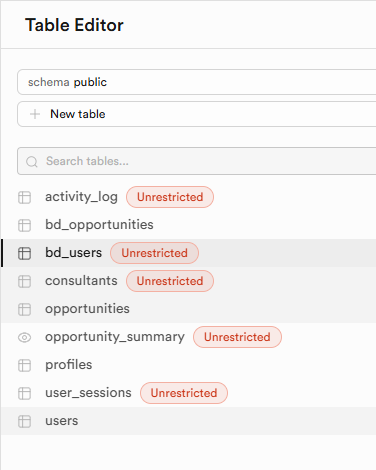 Table Editor
schema public
New table
Search tables...
activity_log Unrestricted
bd_opportunities
bd_users Unrestricted
consultants Unrestricted
opportunities
opportunity_summary Unrestricted
profiles
user_sessions Unrestricted
users